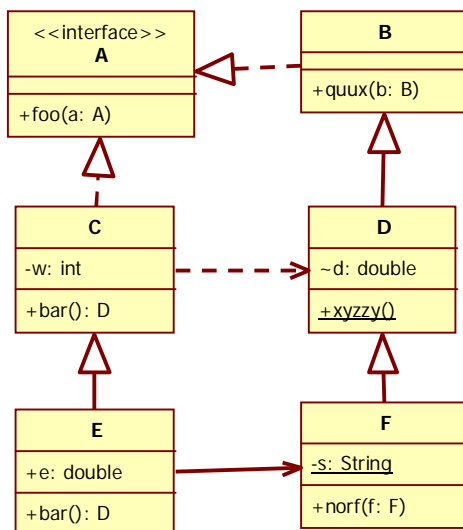 <<interface>>
A
+foo(a: A)
B
+quux(b: B)
C
-w: int
+bar(): D
D
~d: double
+xyzzy()
E
+e: double
+bar(): D
F
-s: String
+norf(f: F)